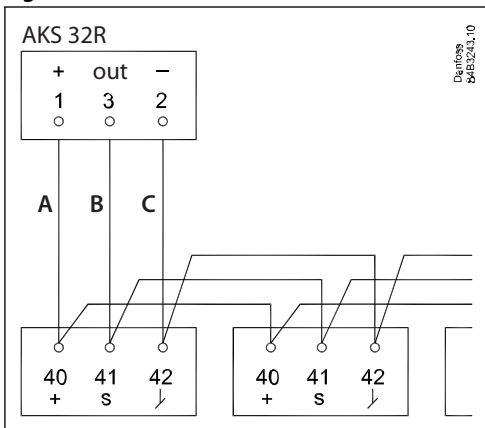 AKS 32R
+ out −
1 3 2
Danfoss
84B3243.10
A B C
40 41 42
+ S
40 41 42
+ S